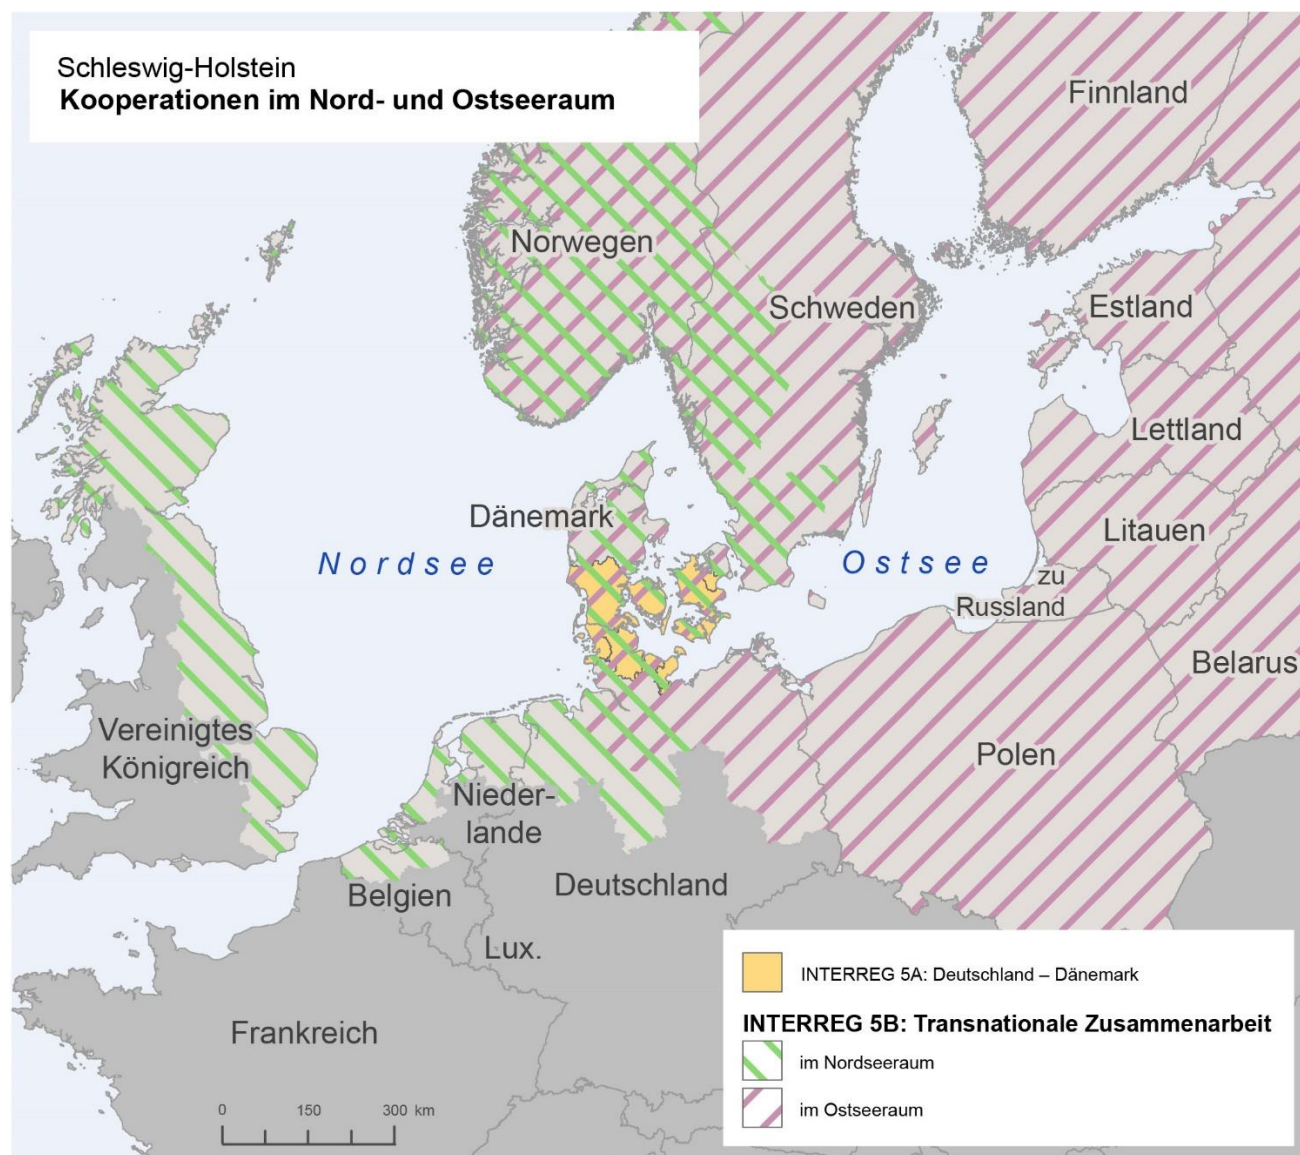 Schleswig-Holstein
Kooperationen im Nord- und Ostseeraum
Finnland
Norwegen
Schweden
Estland
Lettland
Dänemark
Litauen
Nordsee
Ostsee
zu
Russland
Belarus
Vereinigtes
Königreich
Polen
Nieder-
lande
Deutschland
Belgien
Lux.
Frankreich
0 150 300 km
INTERREG 5A: Deutschland – Dänemark
INTERREG 5B: Transnationale Zusammenarbeit
im Nordseeraum
im Ostseeraum